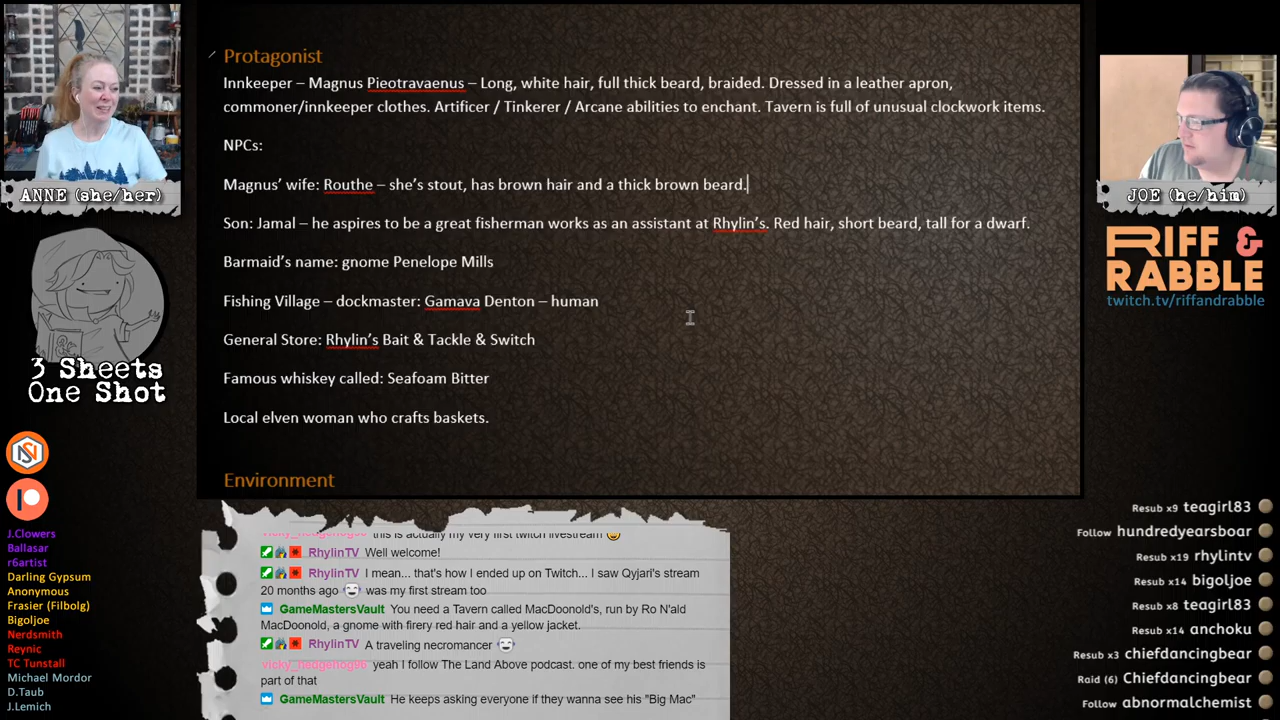 Protagonist
Innkeeper – Magnus Pieotravaenus – Long, white hair, full thick beard, braided. Dressed in a leather apron,
commoner/innkeeper clothes. Artificer / Tinkerer / Arcane abilities to enchant. Tavern is full of unusual clockwork items.
NPCs:
Magnus' wife: Routhe – she's stout, has brown hair and a thick brown beard.
Son: Jamal – he aspires to be a great fisherman works as an assistant at Rhylin's. Red hair, short beard, tall for a dwarf.
Barmaid's name: gnome Penelope Mills
Fishing Village – dockmaster: Gamava Denton – human
General Store: Rhylin's Bait & Tackle & Switch
Famous whiskey called: Seafoam Bitter
Local elven woman who crafts baskets.
Environment
ANNE (she/her)
JOE (he/him)
RIFF &
RABBLE
twitch.tv/riffandrabble
3 Sheets
One Shot
J.Clowers
Ballasar
r6artist
Darling Gypsum
Anonymous
Frasier (Filbolg)
Bigoljoe
Nerdsmith
Reynic
TC Tunstall
Michael Mordor
D.Taub
J.Lemich
vicky_hedgehog96 this is actually my very first twitch livestream
RhylinTV Well welcome!
RhylinTV I mean... that's how I ended up on Twitch... I saw Qyjari's stream
20 months ago was my first stream too
GameMastersVault You need a Tavern called MacDoonold's, run by Ro N'ald
MacDoonold, a gnome with firery red hair and a yellow jacket.
RhylinTV A traveling necromancer
vicky_hedgehog96 yeah I follow The Land Above podcast. one of my best friends is
part of that
GameMastersVault He keeps asking everyone if they wanna see his "Big Mac"
Resub x9 teagirl83
Follow hundredyearsboar
Resub x19 rhylintv
Resub x14 bigoljoe
Resub x8 teagirl83
Resub x14 anchoku
Resub x3 chiefdancingbear
Raid (6) Chiefdancingbear
Follow abnormalchemist